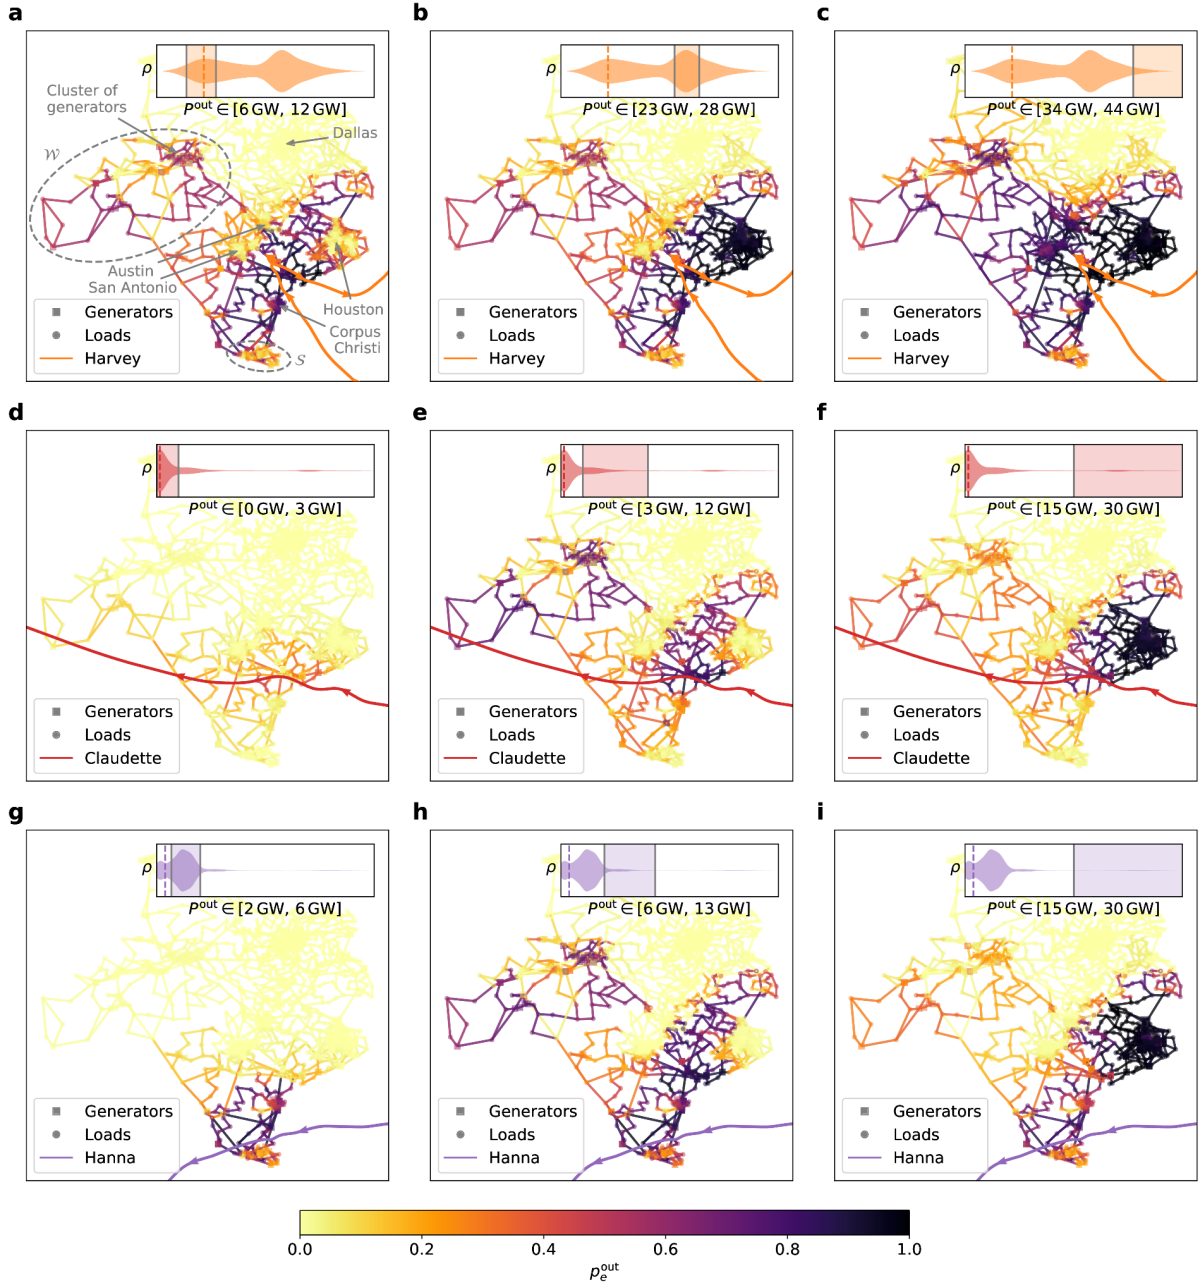 a
ρ
P^out ∈ [6 GW, 12 GW]
Cluster of
generators
Dallas
𝒲
Austin
San Antonio
Houston
Corpus
Christi
𝒮
Generators
Loads
Harvey
b
ρ
P^out ∈ [23 GW, 28 GW]
Generators
Loads
Harvey
c
ρ
P^out ∈ [34 GW, 44 GW]
Generators
Loads
Harvey
d
ρ
P^out ∈ [0 GW, 3 GW]
Generators
Loads
Claudette
e
ρ
P^out ∈ [3 GW, 12 GW]
Generators
Loads
Claudette
f
ρ
P^out ∈ [15 GW, 30 GW]
Generators
Loads
Claudette
g
ρ
P^out ∈ [2 GW, 6 GW]
Generators
Loads
Hanna
h
ρ
P^out ∈ [6 GW, 13 GW]
Generators
Loads
Hanna
i
ρ
P^out ∈ [15 GW, 30 GW]
Generators
Loads
Hanna
0.0 0.2 0.4 0.6 0.8 1.0
p_e^out